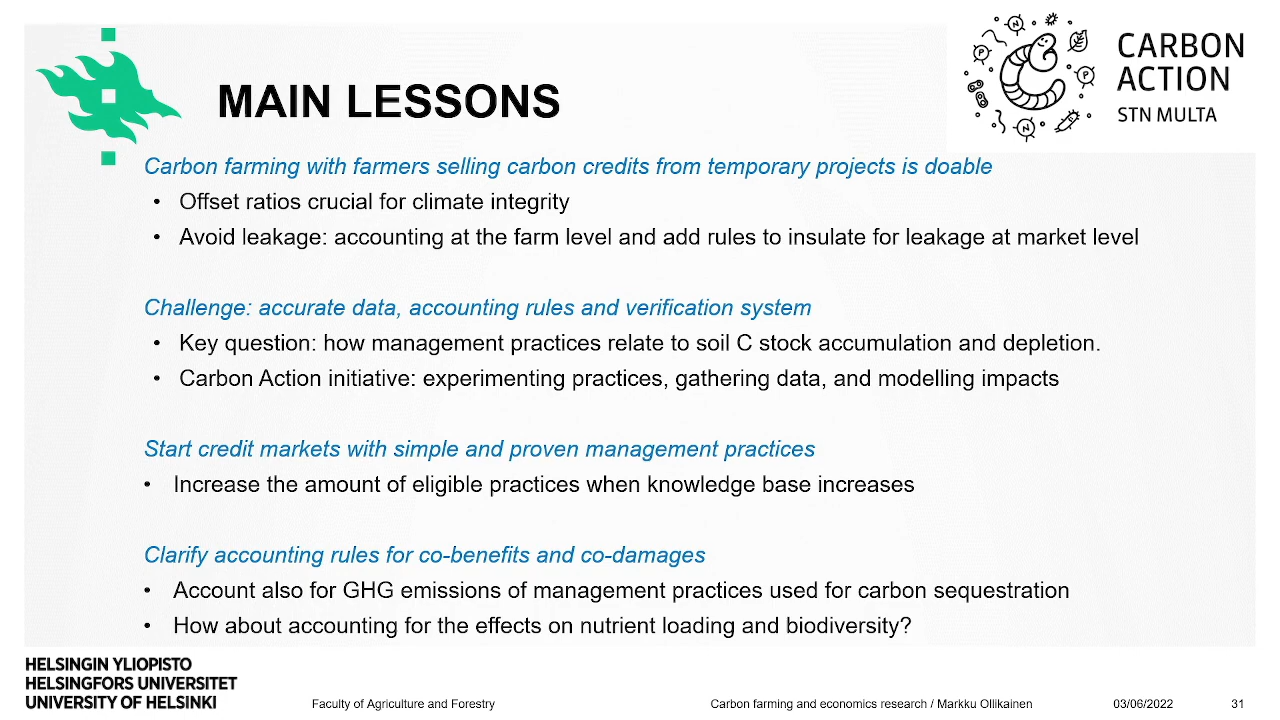 CARBON
ACTION
STN MULTA
P
N
P
P
N
MAIN LESSONS
Carbon farming with farmers selling carbon credits from temporary projects is doable
• Offset ratios crucial for climate integrity
• Avoid leakage: accounting at the farm level and add rules to insulate for leakage at market level
Challenge: accurate data, accounting rules and verification system
• Key question: how management practices relate to soil C stock accumulation and depletion.
• Carbon Action initiative: experimenting practices, gathering data, and modelling impacts
Start credit markets with simple and proven management practices
• Increase the amount of eligible practices when knowledge base increases
Clarify accounting rules for co-benefits and co-damages
• Account also for GHG emissions of management practices used for carbon sequestration
• How about accounting for the effects on nutrient loading and biodiversity?
HELSINGIN YLIOPISTO
HELSINGFORS UNIVERSITET
UNIVERSITY OF HELSINKI
Faculty of Agriculture and Forestry
Carbon farming and economics research / Markku Ollikainen
03/06/2022
31